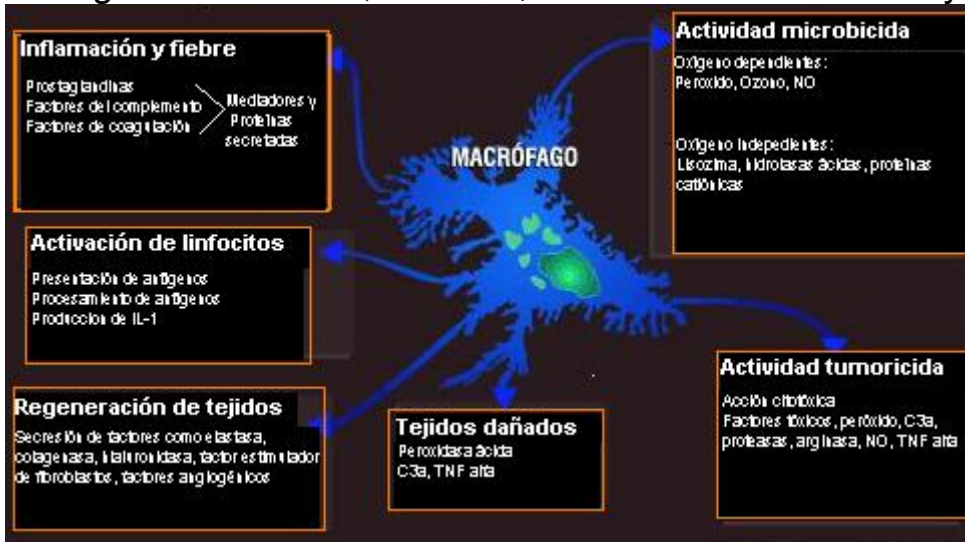 Inflamación y fiebre
Prostaglandinas
Factores del complemento
Factores de coagulación
Mediadores y
Proteínas
secretadas
Actividad microbicida
Oxígeno dependientes:
Peroxido, Ozono, NO
Oxígeno Indepedientes:
Lisozima, hidrolasas ácidas, proteínas
catiónicas
MACRÓFAGO
Activación de linfocitos
Presentación de antígenos
Procesamiento de antígenos
Produccion de IL-1
Regeneración de tejidos
Secresión de factores como elastasa,
colagenasa, hialuronidasa, factor estimulador
de fibroblastos, factores angiogénicos
Tejidos dañados
Peroxidasa ácida
C3a, TNF alfa
Actividad tumoricida
Acción citotóxica
Factores tóxicos, peróxido, C3a,
proteasas, arginasa, NO, TNF alfa